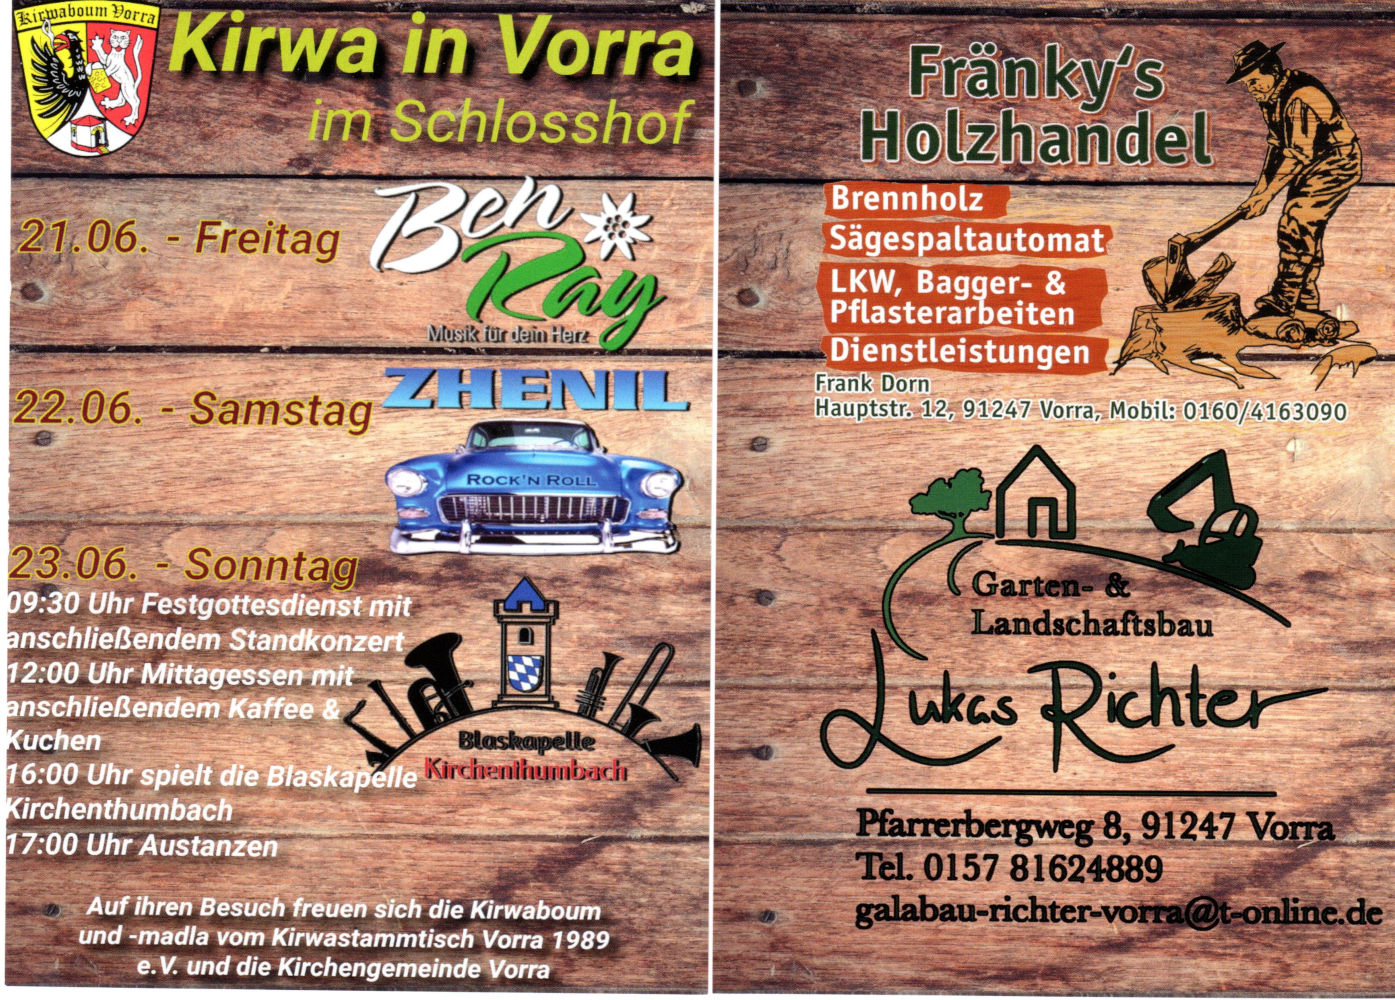 Kirwaboum Vorra
Kirwa in Vorra
im Schlosshof
21.06. - Freitag
Ben
Ray
Musik für dein Herz
22.06. - Samstag
ZHENIL
ROCK'N ROLL
23.06. - Sonntag
09:30 Uhr Festgottesdienst mit
anschließendem Standkonzert
12:00 Uhr Mittagessen mit
anschließendem Kaffee &
Kuchen
16:00 Uhr spielt die Blaskapelle
Kirchenthumbach
17:00 Uhr Austanzen
Blaskapelle
Kirchenthumbach
Auf ihren Besuch freuen sich die Kirwaboum
und -madla vom Kirwastammtisch Vorra 1989
e.V. und die Kirchengemeinde Vorra
Fränky's
Holzhandel
Brennholz
Sägespaltautomat
LKW, Bagger- &
Pflasterarbeiten
Dienstleistungen
Frank Dorn
Hauptstr. 12, 91247 Vorra, Mobil: 0160/4163090
Garten- &
Landschaftsbau
Lukas Richter
Pfarrerbergweg 8, 91247 Vorra
Tel. 0157 81624889
galabau-richter-vorra@t-online.de